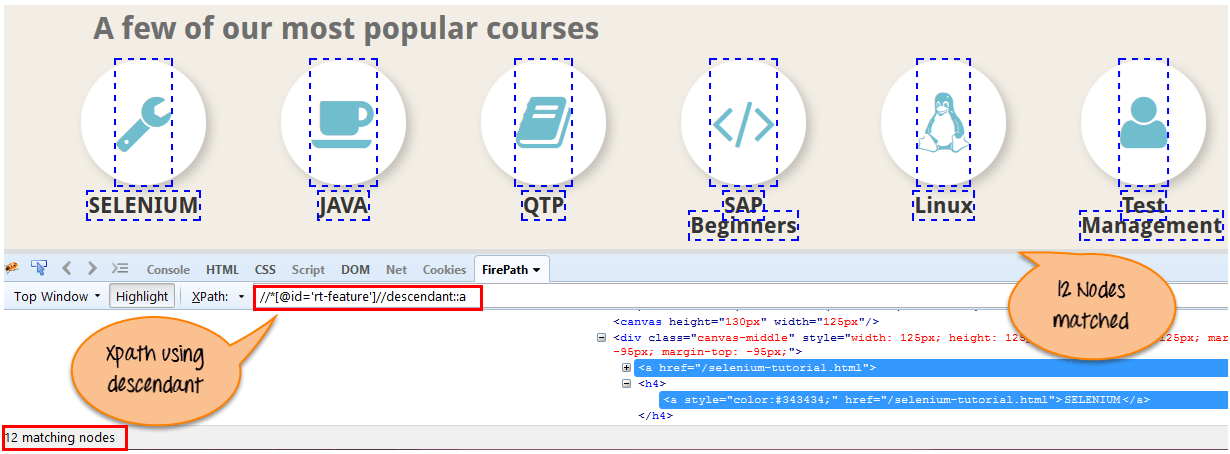 A few of our most popular courses
SELENIUM
JAVA
QTP
SAP
Beginners
Linux
Test
Management
Console HTML CSS Script DOM Net Cookies FirePath
Top Window Highlight XPath: //*[@id='rt-feature']//descendant::a
12 Nodes
matched
Xpath using
descendant
<canvas height="130px" width="125px"/>
<div class="canvas-middle" style="width: 125px; height: 125px; mar
-95px; margin-top: -95px;">
<a href="/selenium-tutorial.html">
<h4>
<a style="color:#343434;" href="/selenium-tutorial.html">SELENIUM</a>
</h4>
12 matching nodes